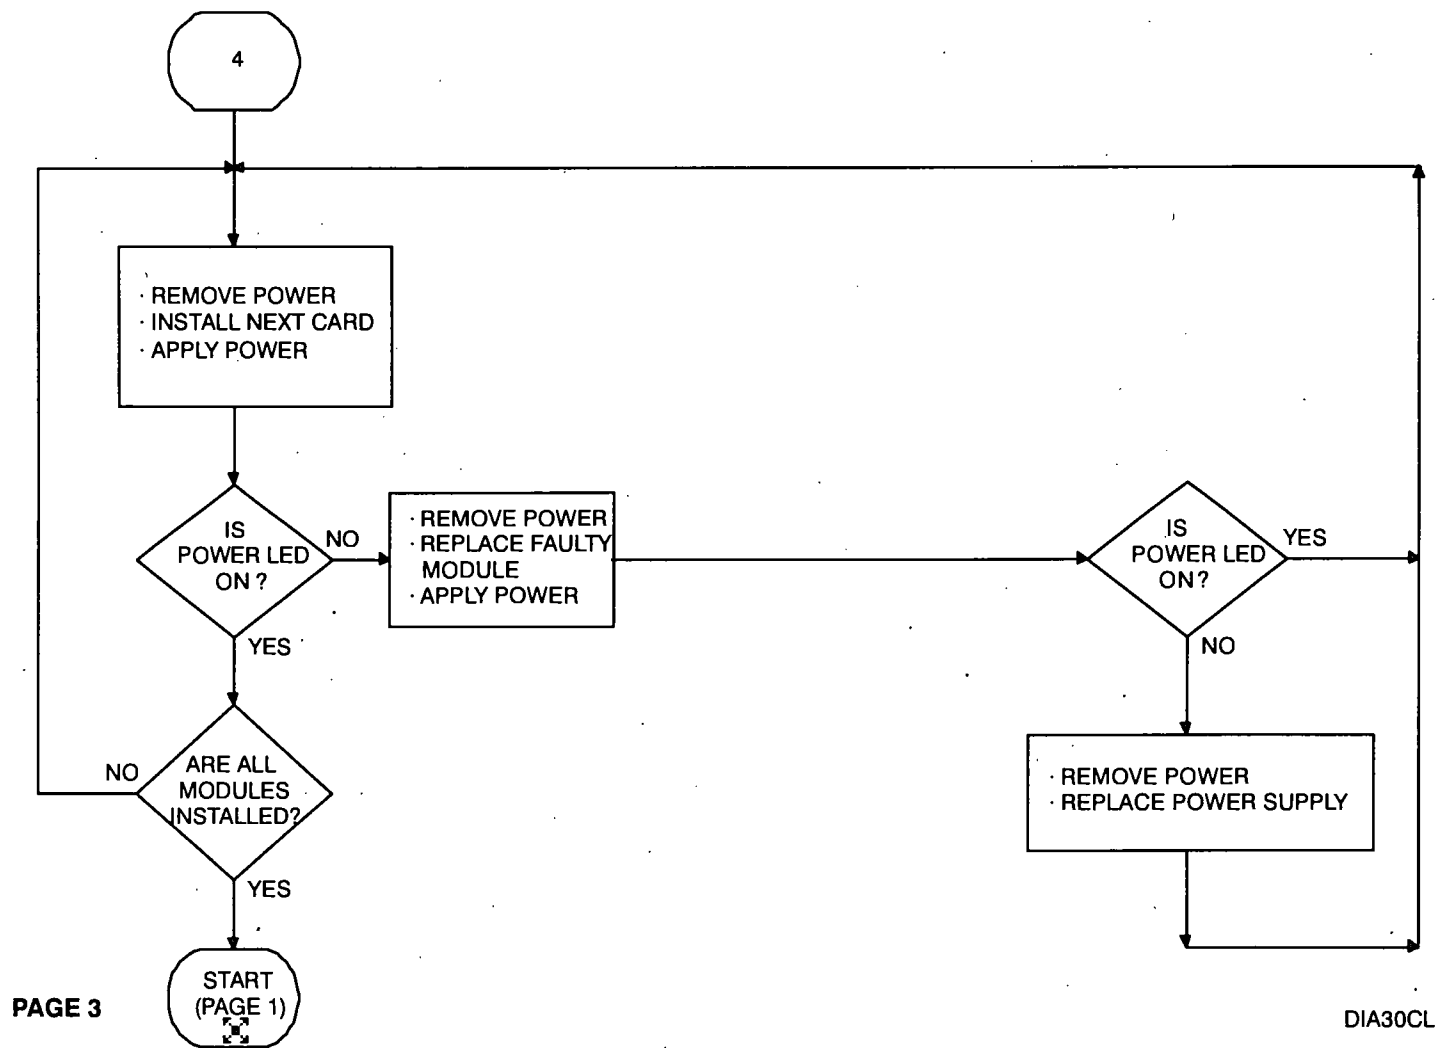 4
· REMOVE POWER
· INSTALL NEXT CARD
· APPLY POWER
IS
POWER LED
ON ?
NO
YES
· REMOVE POWER
· REPLACE FAULTY
MODULE
· APPLY POWER
IS
POWER LED
ON ?
YES
NO
· REMOVE POWER
· REPLACE POWER SUPPLY
ARE ALL
MODULES
INSTALLED?
NO
YES
START
(PAGE 1)
PAGE 3
DIA30CL